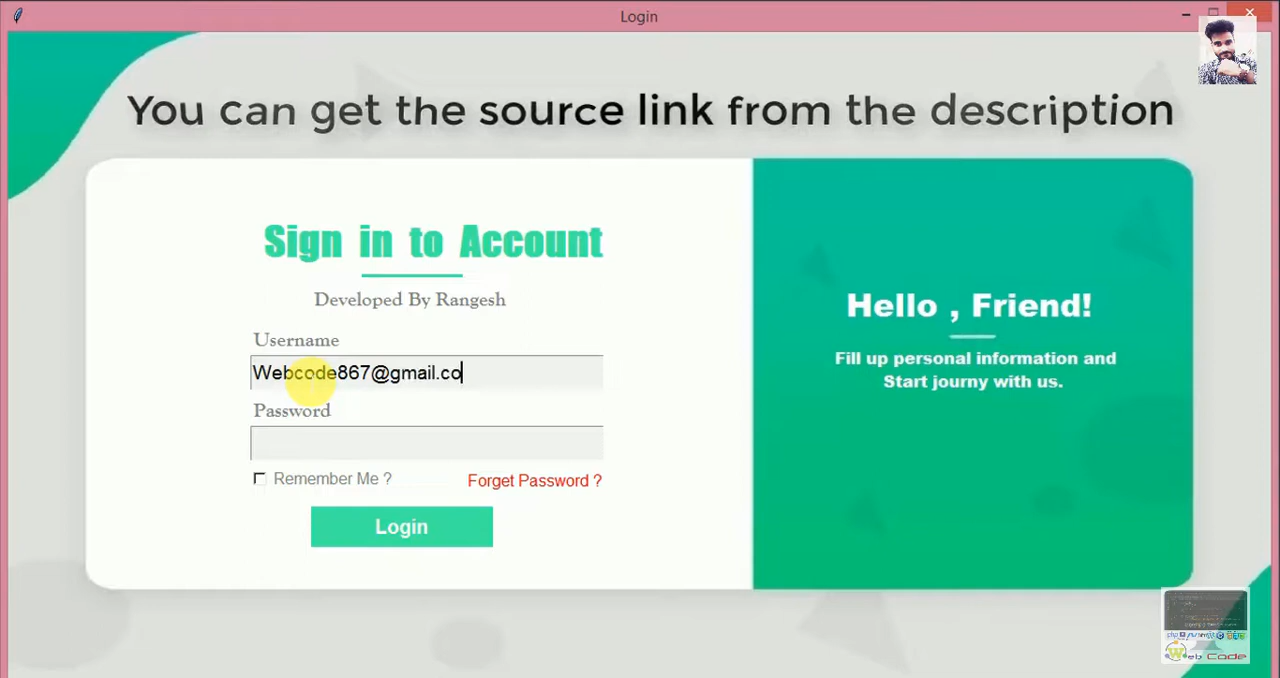 Login
You can get the source link from the description
Sign in to Account
Developed By Rangesh
Username
Webcode867@gmail.co
Password
Remember Me ?
Forget Password ?
Login
Hello , Friend!
Fill up personal information and
Start journy with us.
Web Code